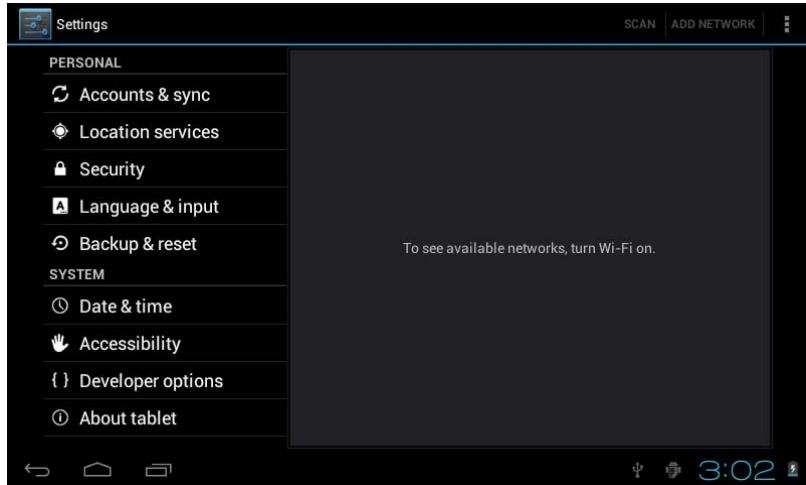 Settings
SCAN
ADD NETWORK
PERSONAL
Accounts & sync
Location services
Security
Language & input
Backup & reset
SYSTEM
Date & time
Accessibility
{ } Developer options
About tablet
To see available networks, turn Wi-Fi on.
3:02